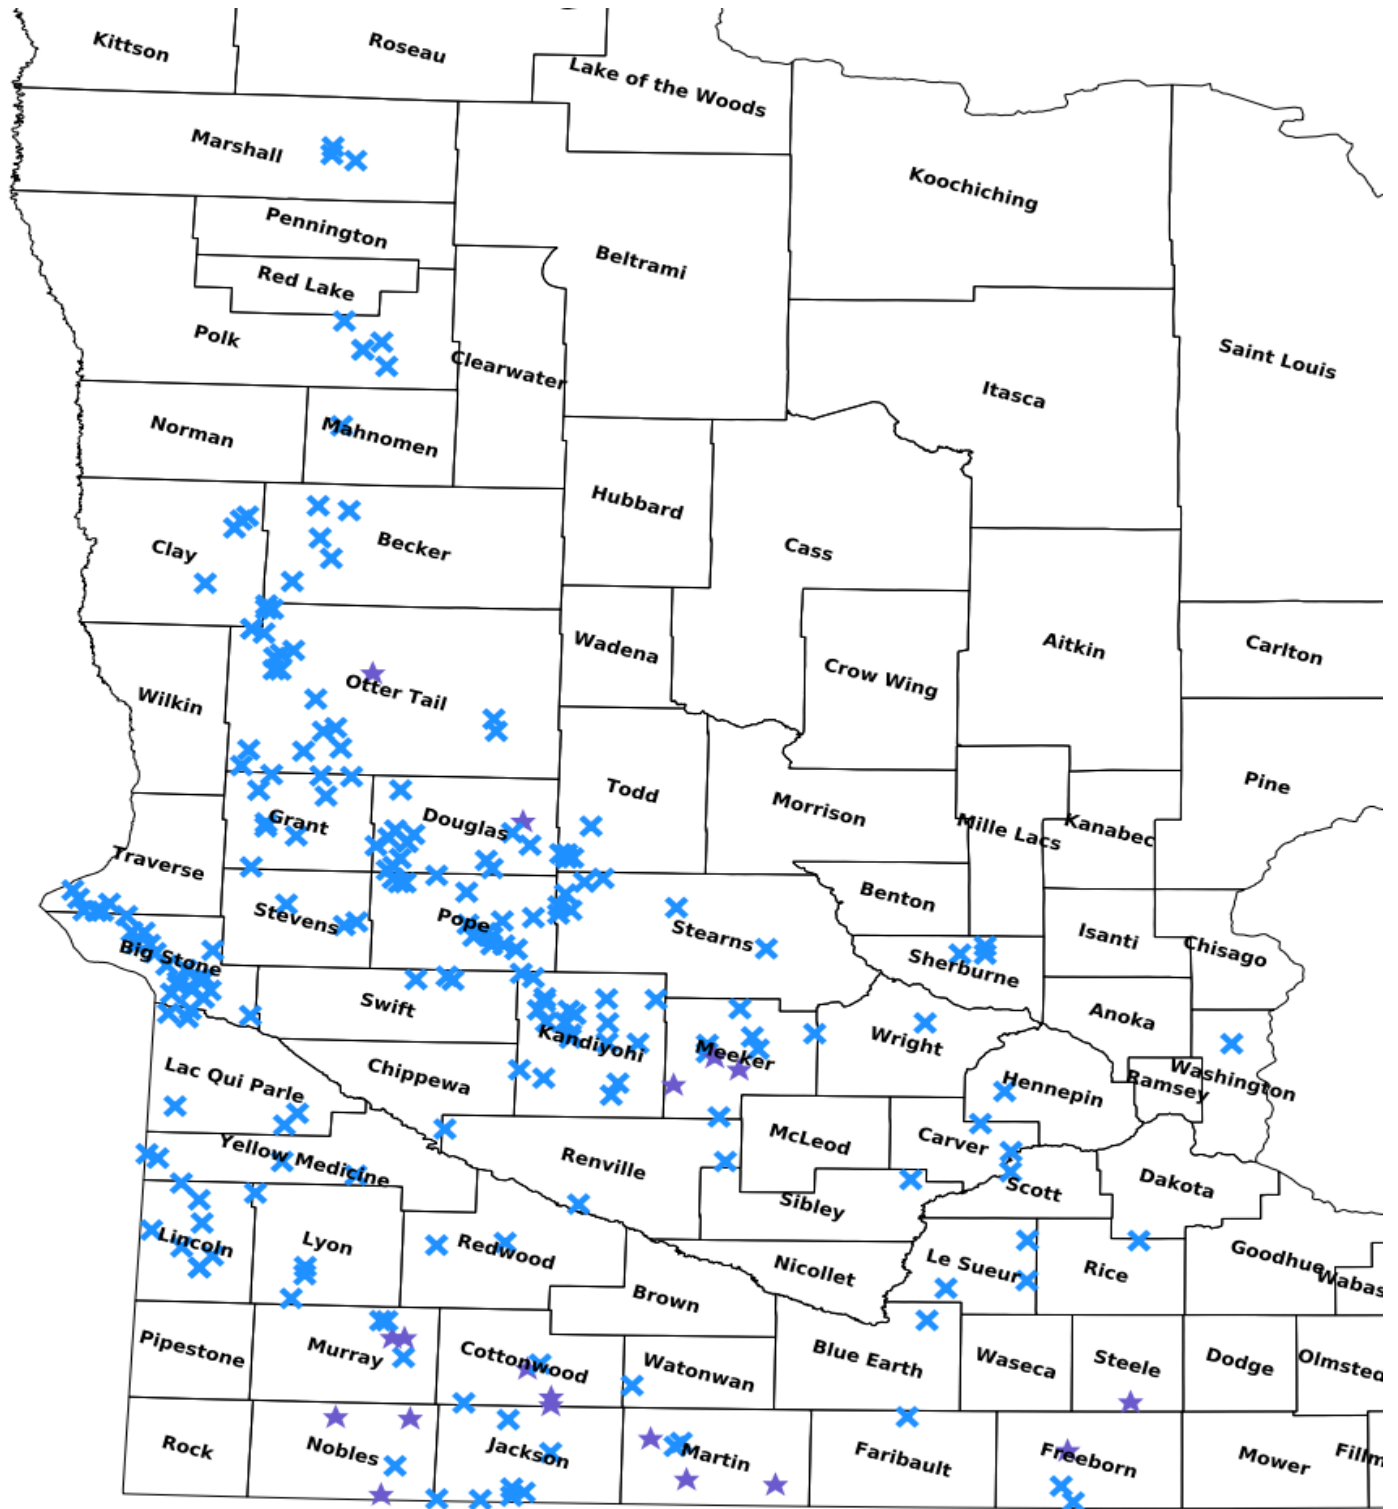 Kittson
Roseau
Lake of the Woods
Marshall
Koochiching
Pennington
Beltrami
Red Lake
Polk
Clearwater
Saint Louis
Itasca
Norman
Mahnomen
Hubbard
Becker
Clay
Cass
Wadena
Aitkin
Carlton
Crow Wing
Otter Tail
Wilkin
Todd
Morrison
Pine
Grant
Douglas
Mille Lacs
Kanabec
Traverse
Benton
Stevens
Pope
Stearns
Isanti
Chisago
Big Stone
Sherburne
Swift
Anoka
Kandiyohi
Wright
Meeker
Lac Qui Parle
Chippewa
Hennepin
Ramsey
Washington
McLeod
Carver
Yellow Medicine
Renville
Scott
Dakota
Sibley
Lincoln
Lyon
Redwood
Nicollet
Le Sueur
Rice
Goodhue
Wabas
Brown
Pipestone
Murray
Cottonwood
Watonwan
Blue Earth
Waseca
Steele
Dodge
Olmsted
Rock
Nobles
Jackson
Martin
Faribault
Freeborn
Mower
Fillm